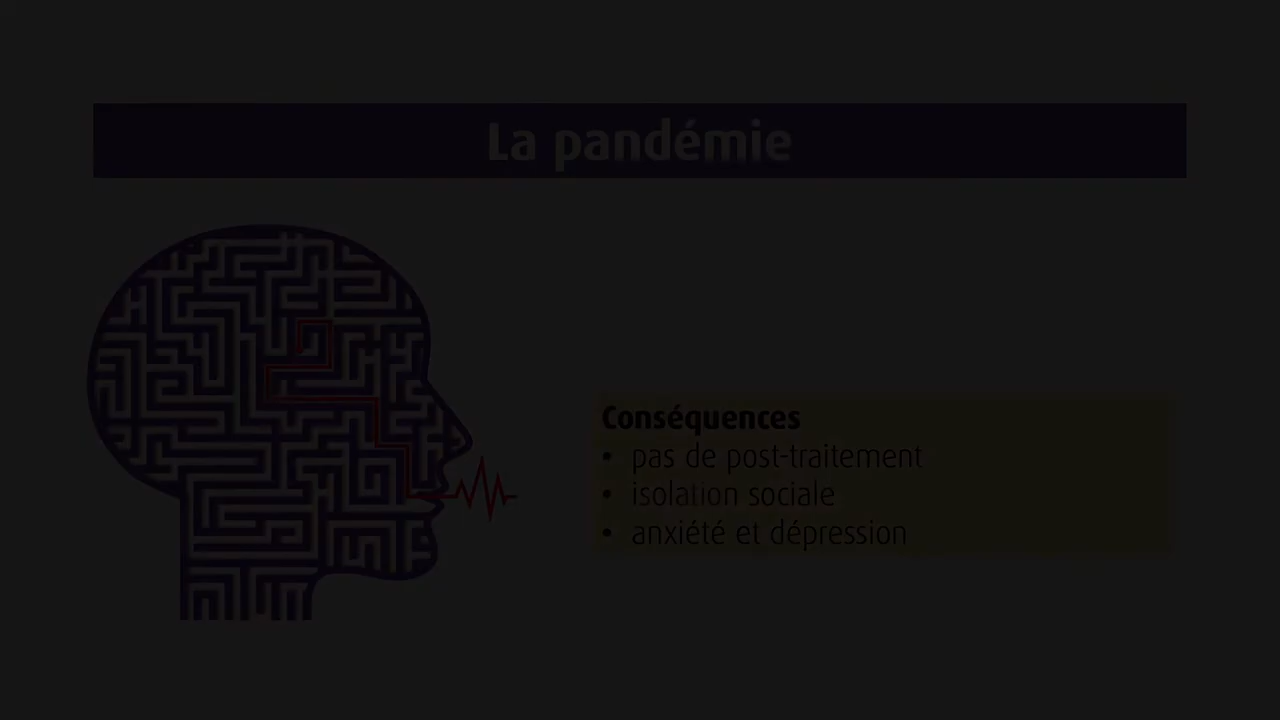 La pandémie
Conséquences
• pas de post-traitement
• isolation sociale
• anxiété et dépression